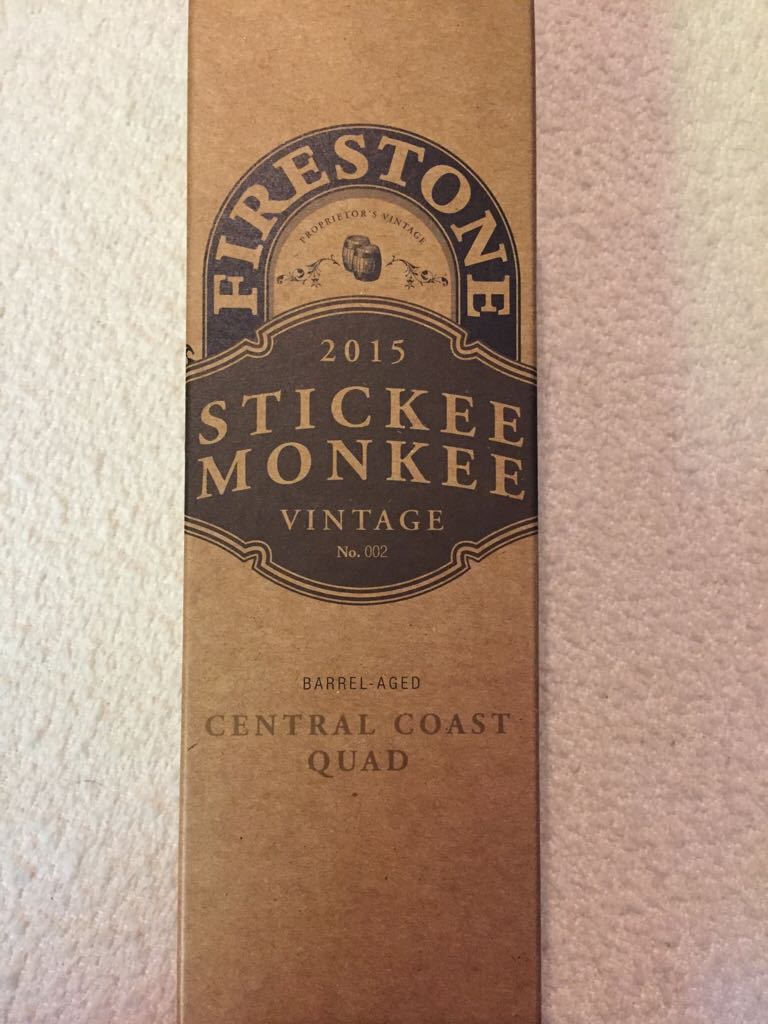 FIRESTONE
PROPRIETOR'S VINTAGE
2015
STICKEE
MONKEE
VINTAGE
No. 002
BARREL-AGED
CENTRAL COAST
QUAD